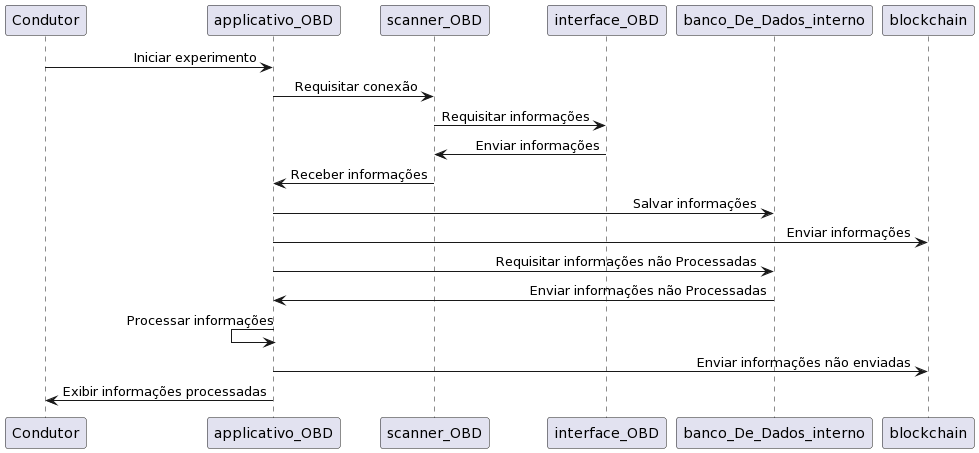 Condutor applicativo_OBD scanner_OBD interface_OBD banco_De_Dados_interno blockchain
Iniciar experimento
Requisitar conexão
Requisitar informações
Enviar informações
Receber informações
Salvar informações
Enviar informações
Requisitar informações não Processadas
Enviar informações não Processadas
Processar informações
Enviar informações não enviadas
Exibir informações processadas
Condutor applicativo_OBD scanner_OBD interface_OBD banco_De_Dados_interno blockchain